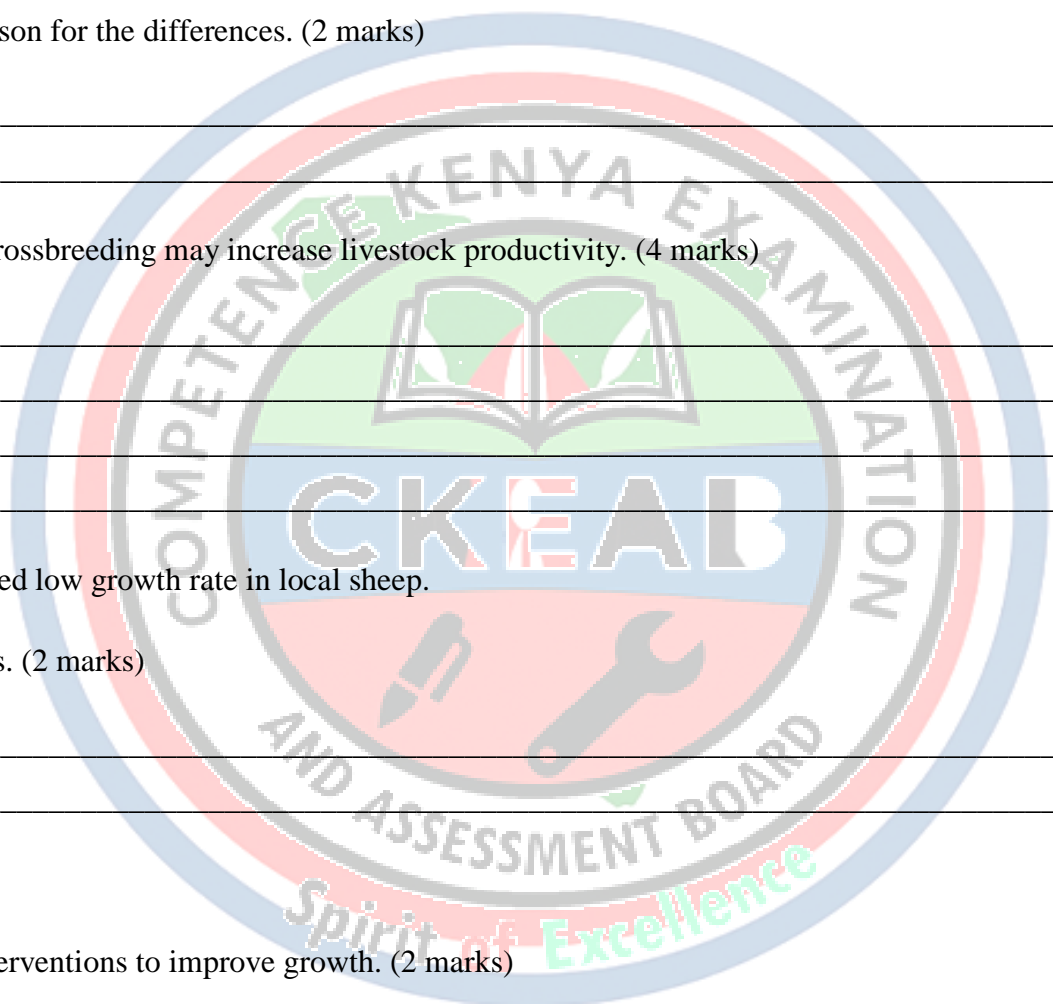 son for the differences. (2 marks)
rossbreeding may increase livestock productivity. (4 marks)
ed low growth rate in local sheep.
s. (2 marks)
erventions to improve growth. (2 marks)
COMPETENCE KENYA EXAMINATION
CKEAB
AND ASSESSMENT BOARD
Spirit of Excellence